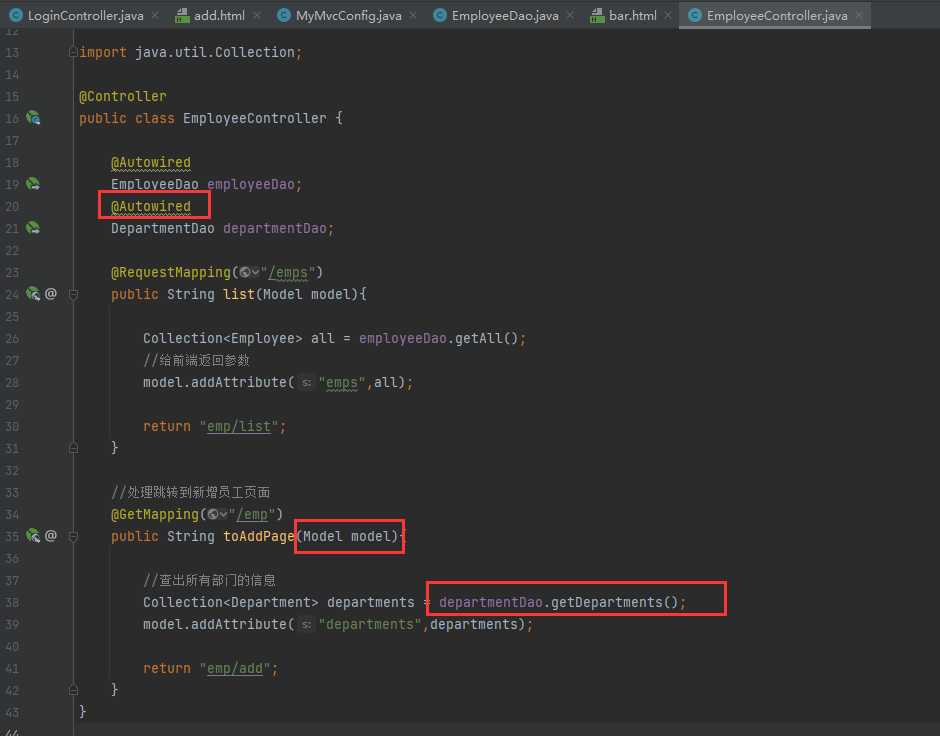 LoginController.java add.html MyMvcConfig.java EmployeeDao.java bar.html EmployeeController.java
12
13 import java.util.Collection;
14
15 @Controller
16 public class EmployeeController {
17
18 @Autowired
19 EmployeeDao employeeDao;
20 @Autowired
21 DepartmentDao departmentDao;
22
23 @RequestMapping("/emps")
24 @ public String list(Model model){
25
26 Collection<Employee> all = employeeDao.getAll();
27 //给前端返回参数
28 model.addAttribute( s: "emps",all);
29
30 return "emp/list";
31 }
32
33 //处理跳转到新增员工页面
34 @GetMapping("/emp")
35 @ public String toAddPage(Model model){
36
37 //查出所有部门的信息
38 Collection<Department> departments = departmentDao.getDepartments();
39 model.addAttribute( s: "departments",departments);
40
41 return "emp/add";
42 }
43 }
44